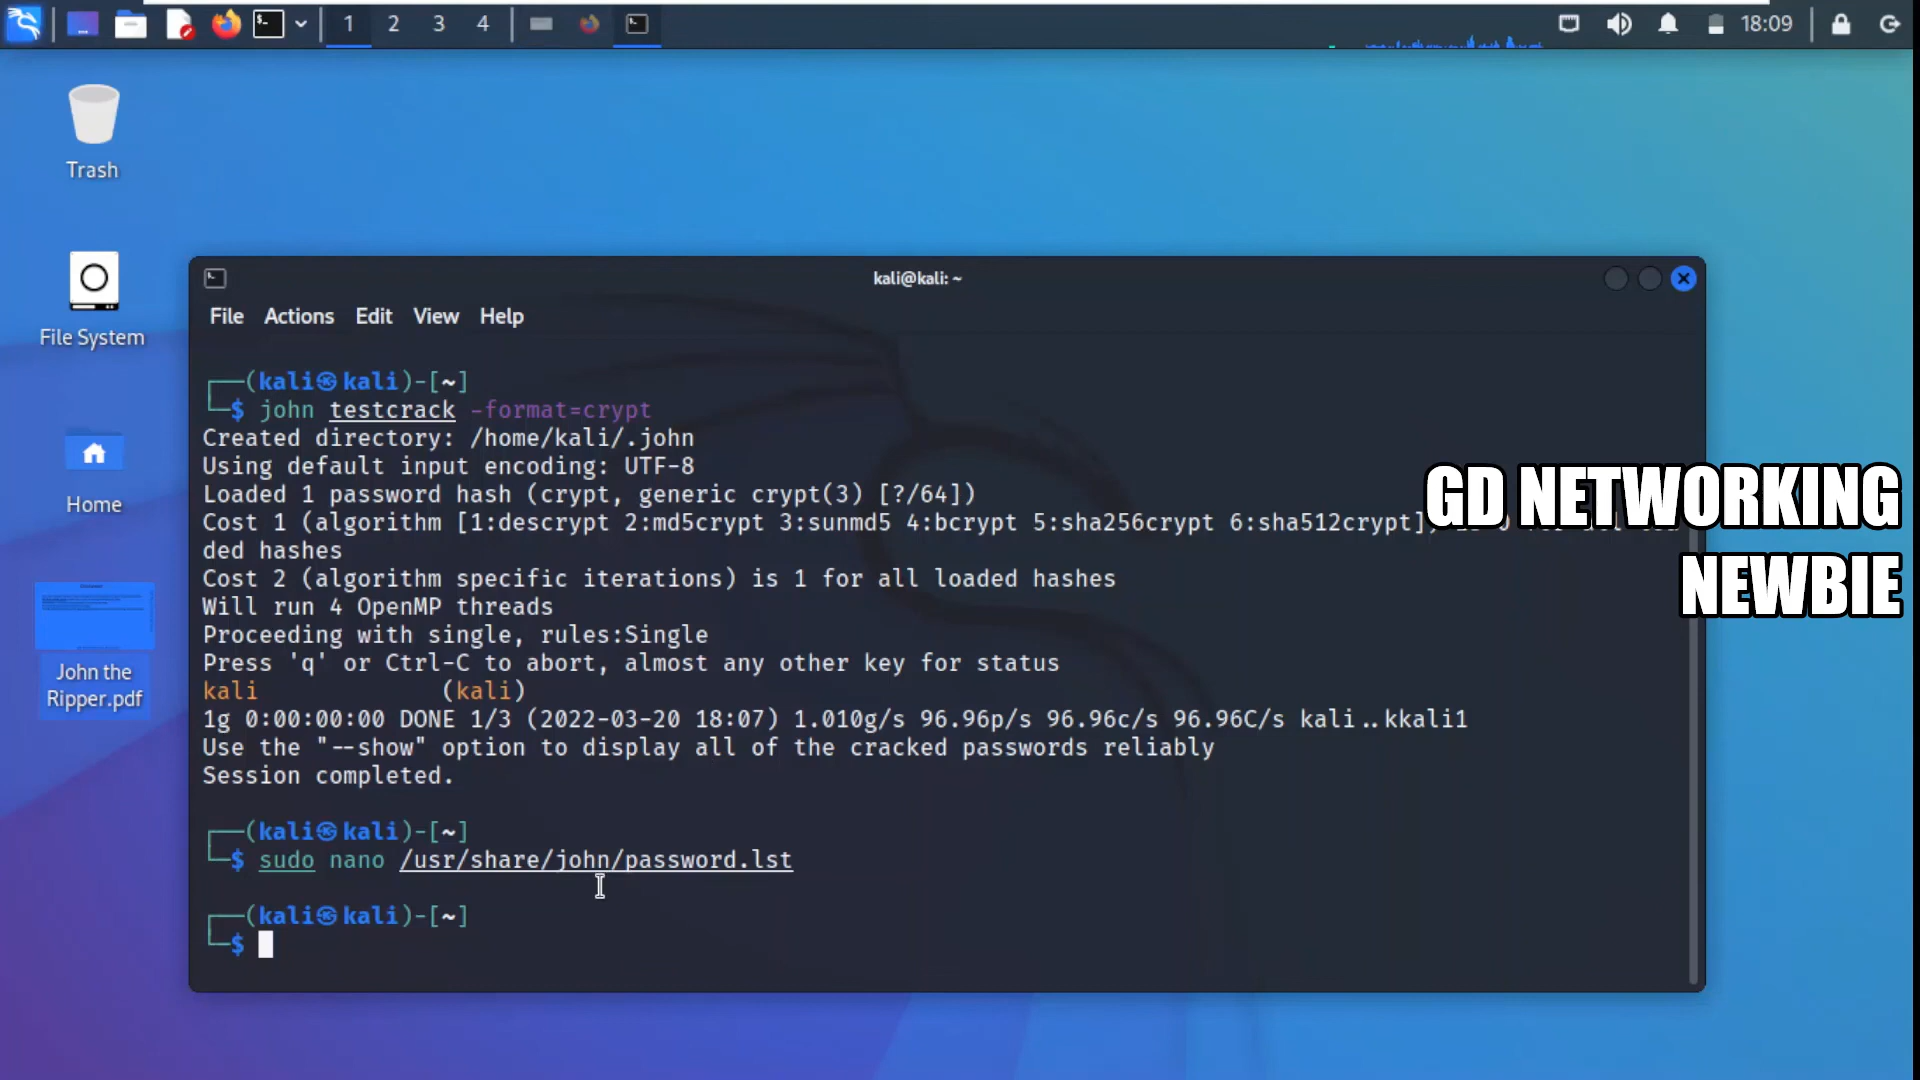 1 2 3 4 18:09
Trash
File System
Home
John the
Ripper.pdf
kali@kali: ~
File Actions Edit View Help
┌──(kali㉿kali)-[~]
└─$ john testcrack -format=crypt
Created directory: /home/kali/.john
Using default input encoding: UTF-8
Loaded 1 password hash (crypt, generic crypt(3) [?/64])
Cost 1 (algorithm [1:descrypt 2:md5crypt 3:sunmd5 4:bcrypt 5:sha256crypt 6:sha512crypt]
ded hashes
Cost 2 (algorithm specific iterations) is 1 for all loaded hashes
Will run 4 OpenMP threads
Proceeding with single, rules:Single
Press 'q' or Ctrl-C to abort, almost any other key for status
kali (kali)
1g 0:00:00:00 DONE 1/3 (2022-03-20 18:07) 1.010g/s 96.96p/s 96.96c/s 96.96C/s kali..kkali1
Use the "--show" option to display all of the cracked passwords reliably
Session completed.
┌──(kali㉿kali)-[~]
└─$ sudo nano /usr/share/john/password.lst
┌──(kali㉿kali)-[~]
└─$
GD NETWORKING
NEWBIE